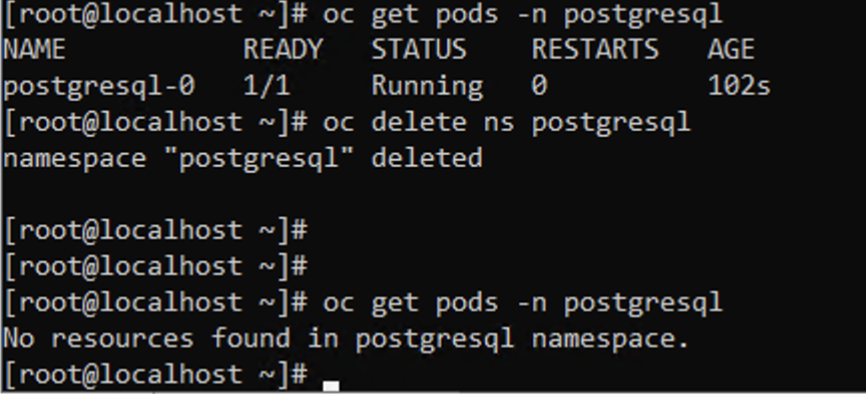 [root@localhost ~]# oc get pods -n postgresql
NAME READY STATUS RESTARTS AGE
postgresql-0 1/1 Running 0 102s
[root@localhost ~]# oc delete ns postgresql
namespace "postgresql" deleted
[root@localhost ~]#
[root@localhost ~]#
[root@localhost ~]# oc get pods -n postgresql
No resources found in postgresql namespace.
[root@localhost ~]#